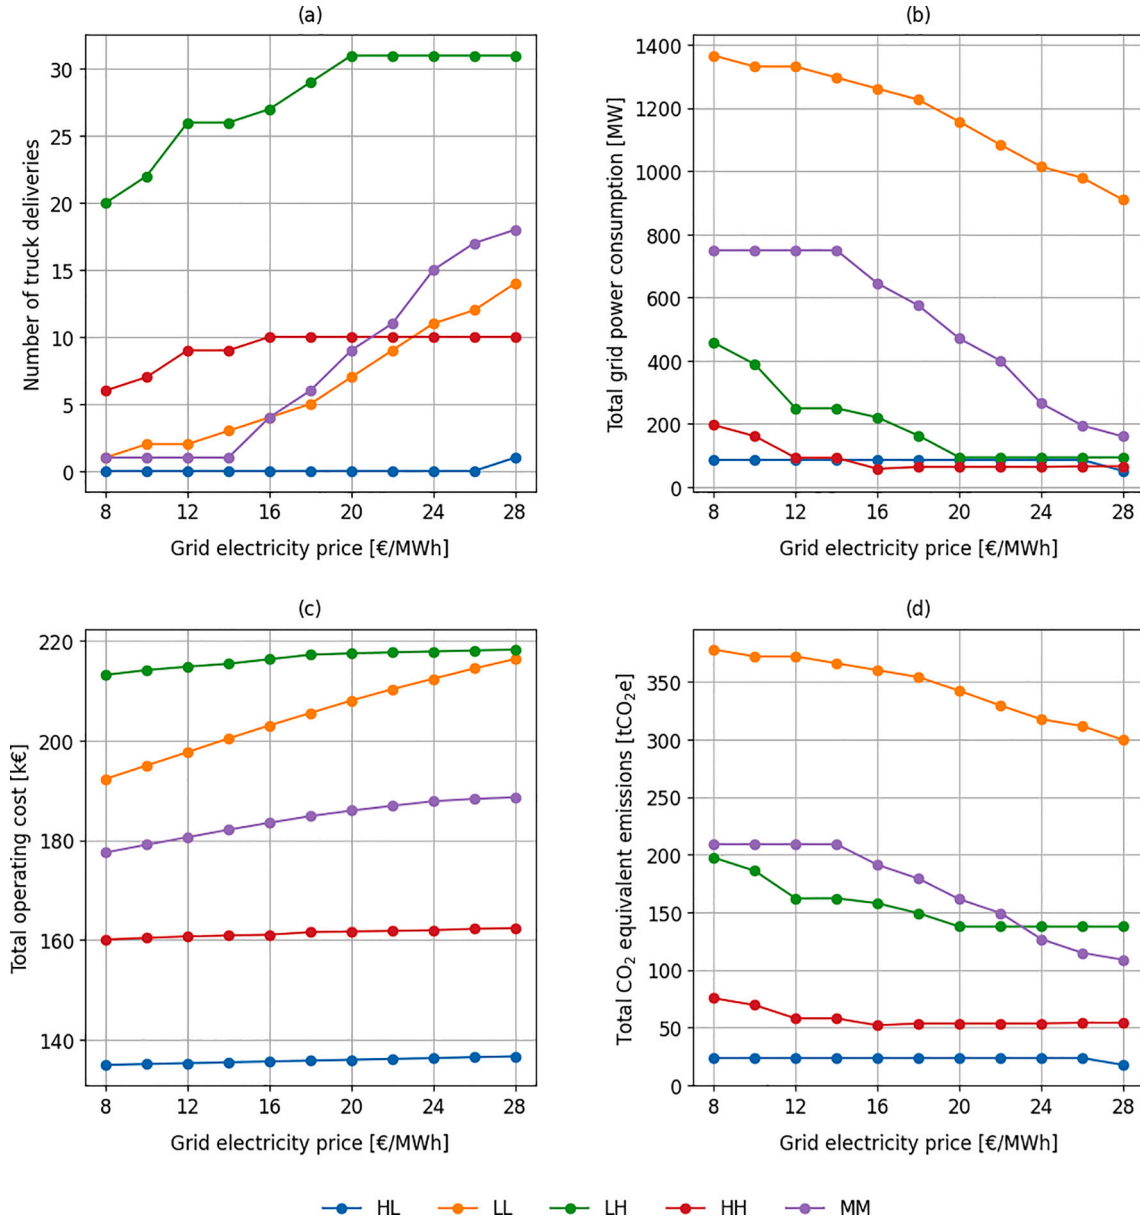 (a)
30
25
20
15
10
5
0
Number of truck deliveries
8 12 16 20 24 28
Grid electricity price [€/MWh]
(b)
1400
1200
1000
800
600
400
200
0
Total grid power consumption [MW]
8 12 16 20 24 28
Grid electricity price [€/MWh]
(c)
220
200
180
160
140
Total operating cost [k€]
8 12 16 20 24 28
Grid electricity price [€/MWh]
(d)
350
300
250
200
150
100
50
0
Total CO₂ equivalent emissions [tCO₂e]
8 12 16 20 24 28
Grid electricity price [€/MWh]
HL LL LH HH MM